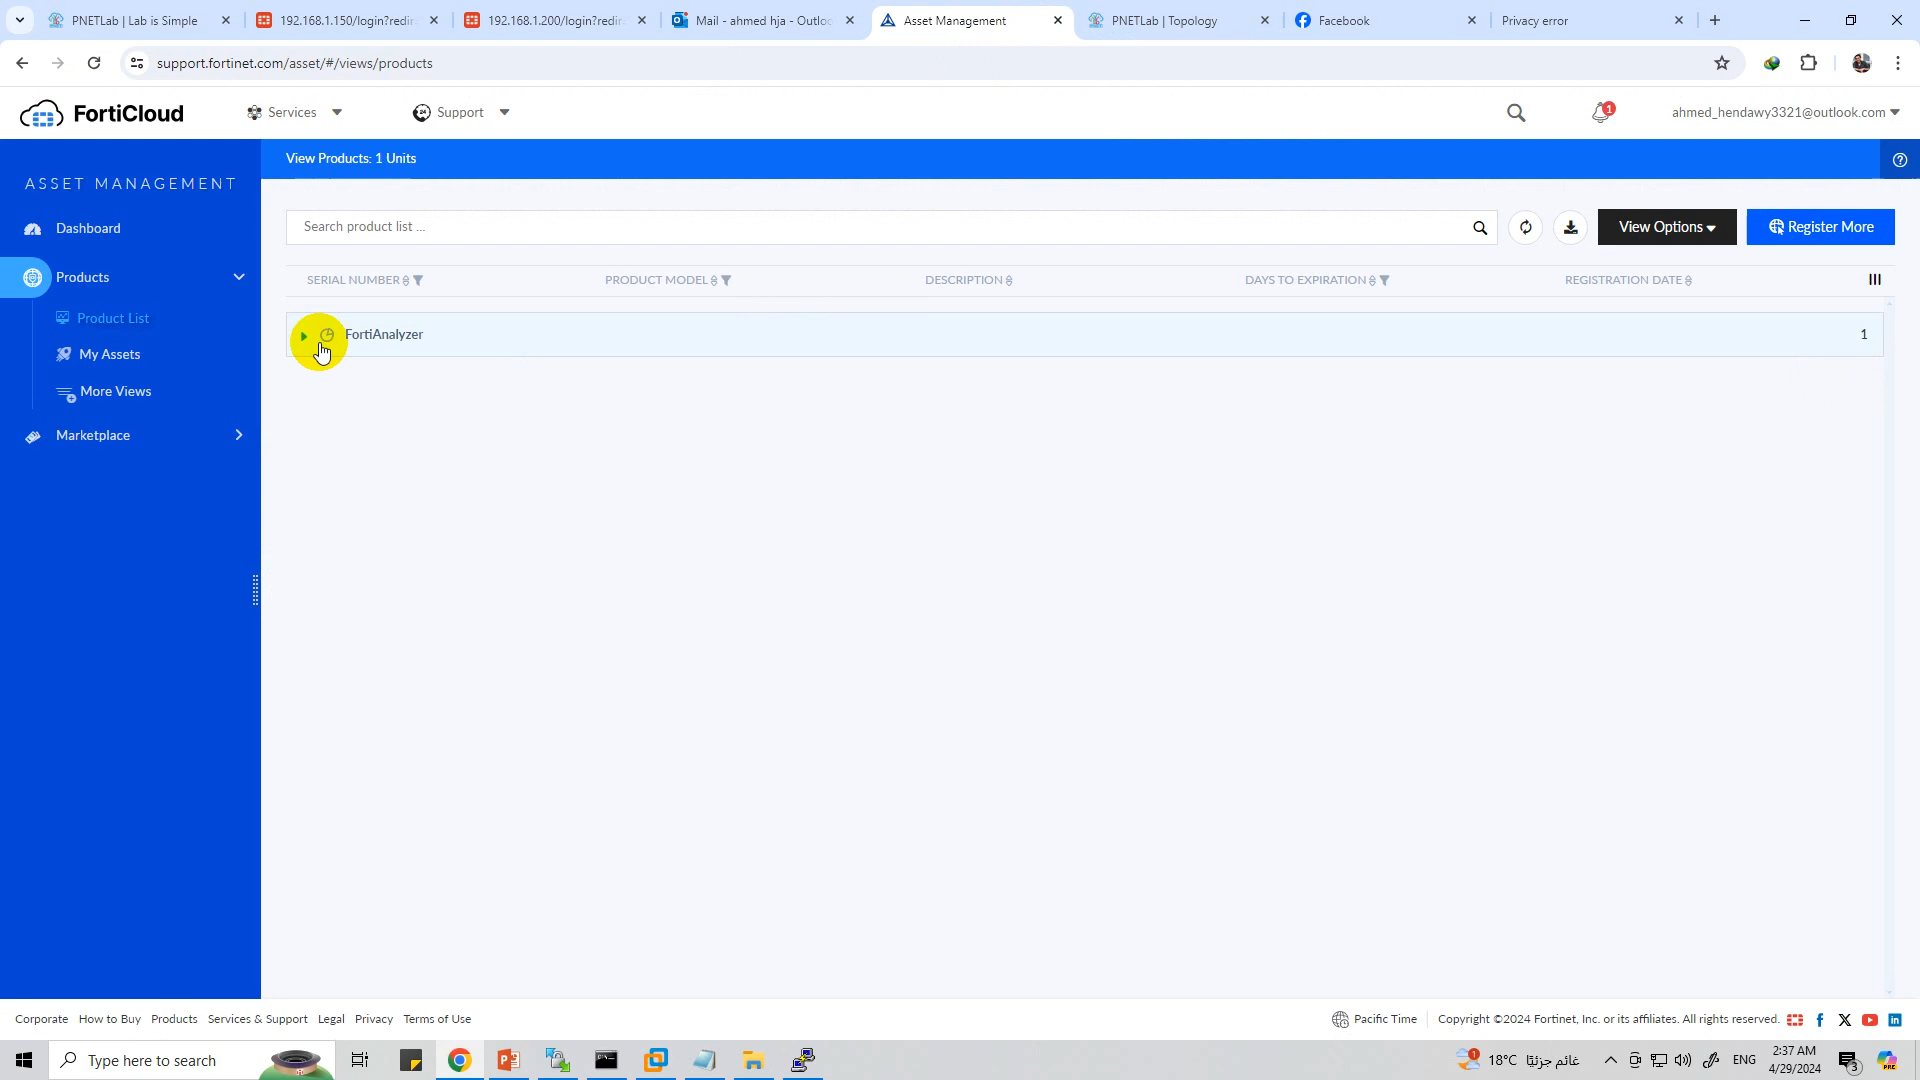 PNETLab | Lab is Simple
192.168.1.150/login?redir
192.168.1.200/login?redir
Mail - ahmed hja - Outloo
Asset Management
PNETLab | Topology
Facebook
Privacy error
support.fortinet.com/asset/#/views/products
FortiCloud
Services
Support
1
ahmed_hendawy3321@outlook.com
ASSET MANAGEMENT
Dashboard
Products
Product List
My Assets
More Views
Marketplace
View Products: 1 Units
Search product list ...
View Options
Register More
SERIAL NUMBER
PRODUCT MODEL
DESCRIPTION
DAYS TO EXPIRATION
REGISTRATION DATE
FortiAnalyzer
1
Corporate
How to Buy
Products
Services & Support
Legal
Privacy
Terms of Use
Pacific Time
Copyright ©2024 Fortinet, Inc. or its affiliates. All rights reserved.
Type here to search
1
18°C
غائم جزئيًا
ENG
2:37 AM
4/29/2024
3
PRE